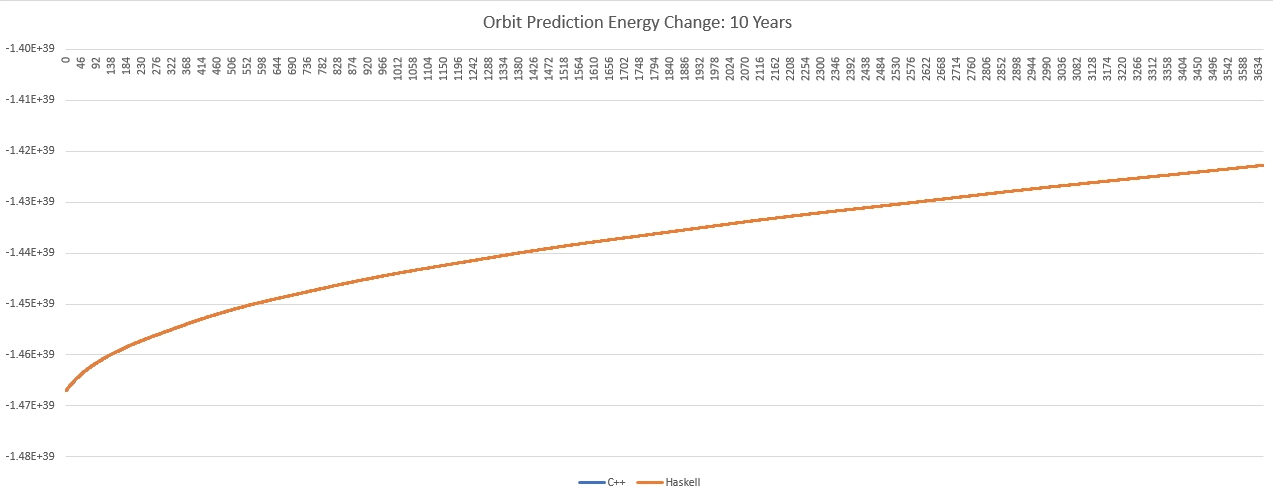 Orbit Prediction Energy Change: 10 Years
-1.40E+39
0 46 92 138 184 230 276 322 368 414 460 506 552 598 644 690 736 782 828 874 920 966 1012 1058 1104 1150 1196 1242 1288 1334 1380 1426 1472 1518 1564 1610 1656 1702 1748 1794 1840 1886 1932 1978 2024 2070 2116 2162 2208 2254 2300 2346 2392 2438 2484 2530 2576 2622 2668 2714 2760 2806 2852 2898 2944 2990 3036 3082 3128 3174 3220 3266 3312 3358 3404 3450 3496 3542 3588 3634
-1.41E+39
-1.42E+39
-1.43E+39
-1.44E+39
-1.45E+39
-1.46E+39
-1.47E+39
-1.48E+39
C++ Haskell